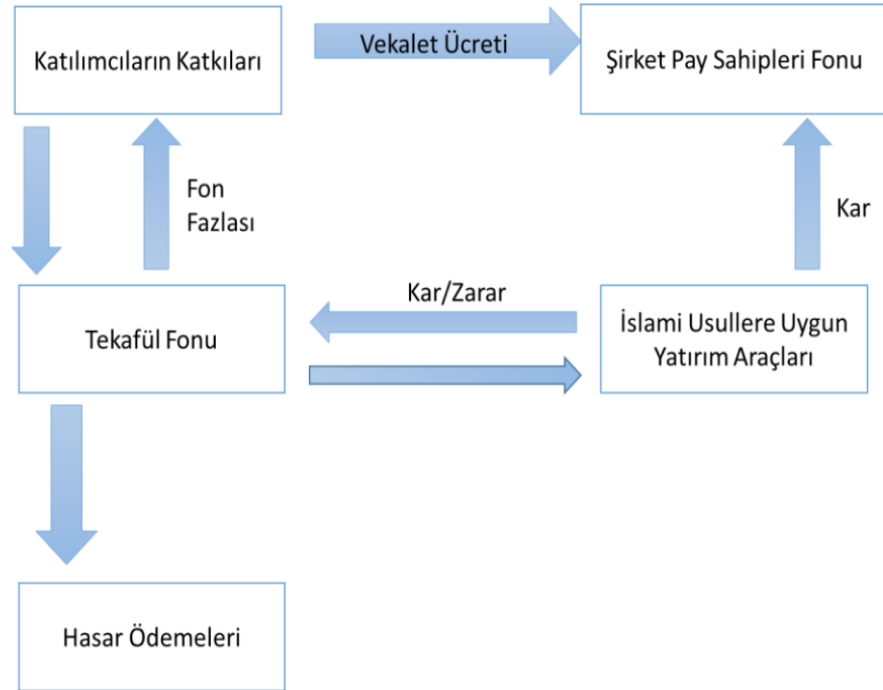 Katılımcıların Katkıları
Vekalet Ücreti
Şirket Pay Sahipleri Fonu
Fon
Fazlası
Kar
Kar/Zarar
Tekafül Fonu
İslami Usullere Uygun
Yatırım Araçları
Hasar Ödemeleri